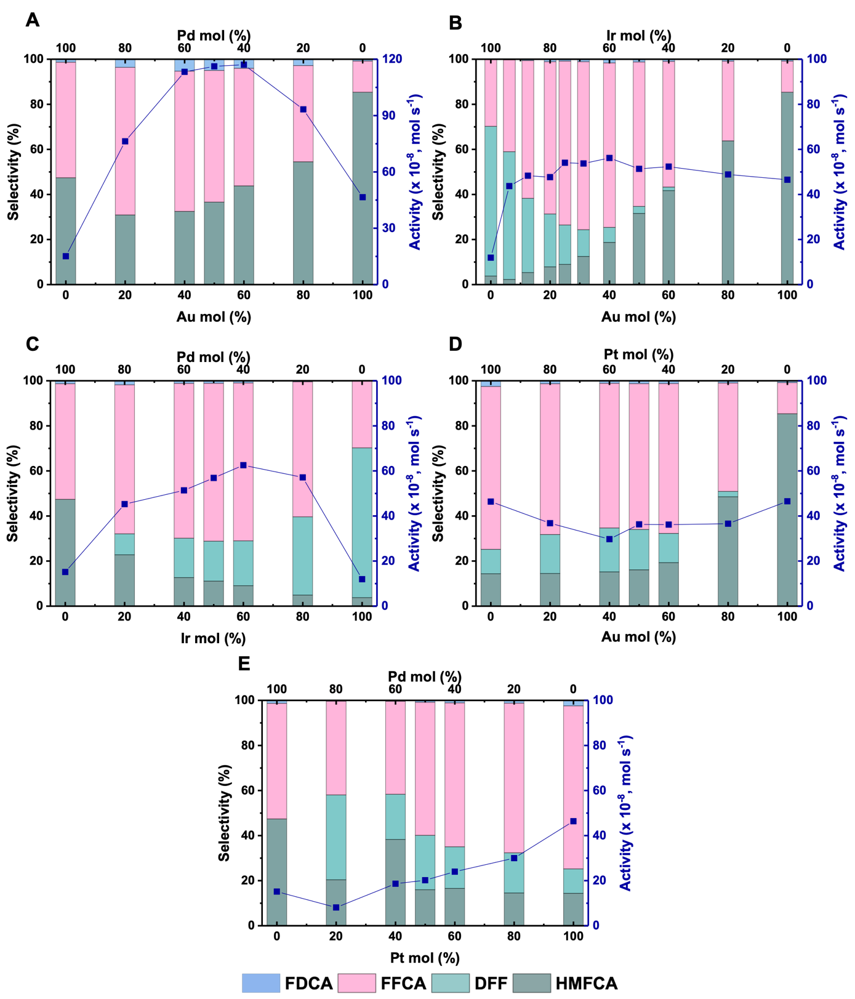 A
Pd mol (%)
100 80 60 40 20 0
100 80 60 40 20 0
Selectivity (%)
120 90 60 30 0
Activity (x 10-8, mol s-1)
0 20 40 60 80 100
Au mol (%)
B
Ir mol (%)
100 80 60 40 20 0
100 80 60 40 20 0
Selectivity (%)
100 80 60 40 20 0
Activity (x 10-8, mol s-1)
0 20 40 60 80 100
Au mol (%)
C
Pd mol (%)
100 80 60 40 20 0
100 80 60 40 20 0
Selectivity (%)
100 80 60 40 20 0
Activity (x 10-8, mol s-1)
0 20 40 60 80 100
Ir mol (%)
D
Pt mol (%)
100 80 60 40 20 0
100 80 60 40 20 0
Selectivity (%)
100 80 60 40 20 0
Activity (x 10-8, mol s-1)
0 20 40 60 80 100
Au mol (%)
E
Pd mol (%)
100 80 60 40 20 0
100 80 60 40 20 0
Selectivity (%)
100 80 60 40 20 0
Activity (x 10-8, mol s-1)
0 20 40 60 80 100
Pt mol (%)
FDCA FFCA DFF HMFCA